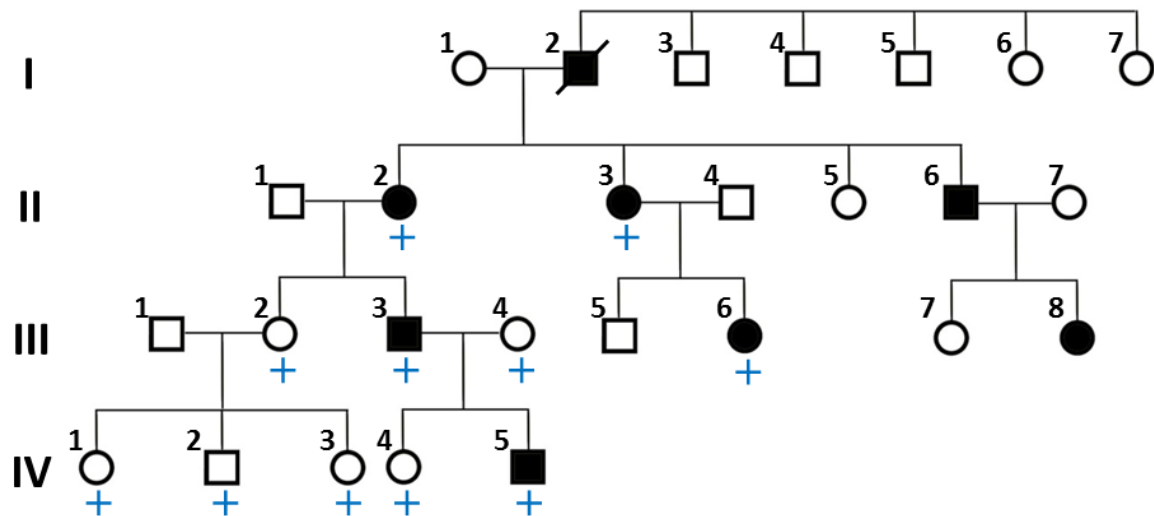 I 1 2 3 4 5 6 7
II 1 2 3 4 5 6 7
+ +
III 1 2 3 4 5 6 7 8
+ + + +
IV 1 2 3 4 5
+ + + + +